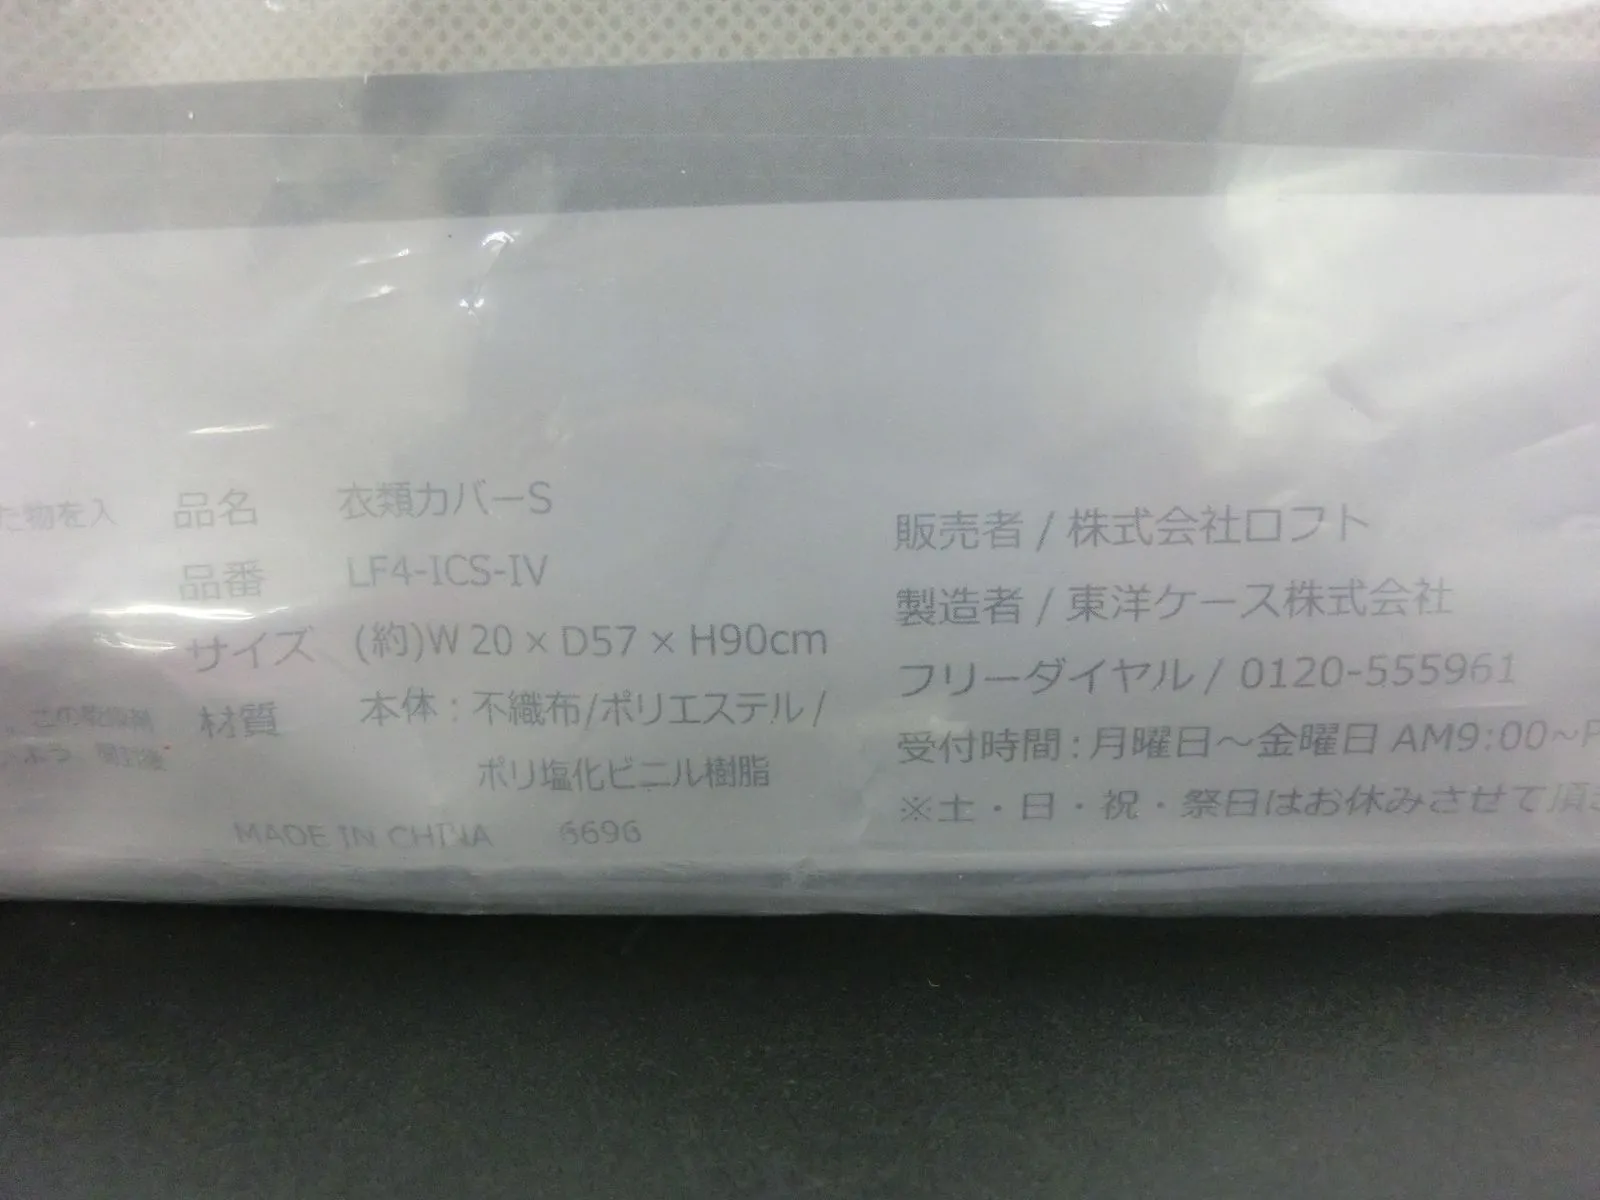 た物を入
品名 衣類カバーS
品番 LF4-ICS-IV
サイズ (約)W 20 × D57 × H90cm
材質 本体 : 不織布/ポリエステル/
ポリ塩化ビニル樹脂
MADE IN CHINA 6696
販売者 / 株式会社ロフト
製造者 / 東洋ケース株式会社
フリーダイヤル / 0120-555961
受付時間 : 月曜日～金曜日 AM9:00~P
※土・日・祝・祭日はお休みさせて頂